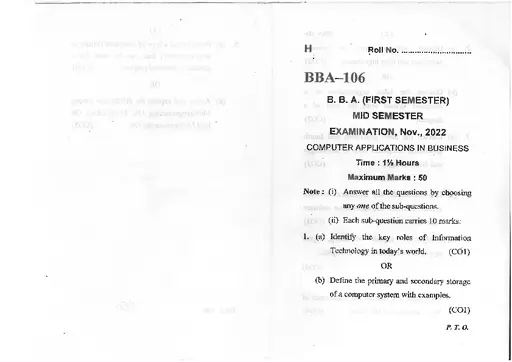 H Roll No. ..............................
BBA–106
B. B. A. (FIRST SEMESTER)
MID SEMESTER
EXAMINATION, Nov., 2022
COMPUTER APPLICATIONS IN BUSINESS
Time : 1½ Hours
Maximum Marks : 50
Note : (i) Answer all the questions by choosing
any one of the sub-questions.
(ii) Each sub-question carries 10 marks.
1. (a) Identify the key roles of Information
Technology in today's world. (CO1)
OR
(b) Define the primary and secondary storage
of a computer system with examples.
(CO1)
P. T. O.